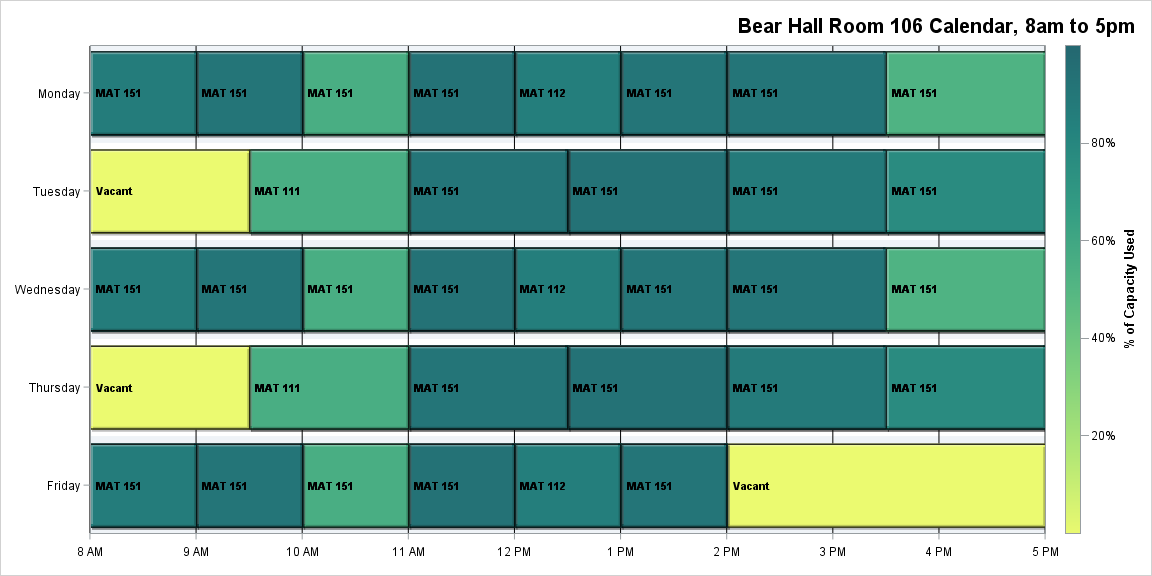 Bear Hall Room 106 Calendar, 8am to 5pm
Monday
MAT 151
MAT 151
MAT 151
MAT 151
MAT 112
MAT 151
MAT 151
MAT 151
Tuesday
Vacant
MAT 111
MAT 151
MAT 151
MAT 151
MAT 151
Wednesday
MAT 151
MAT 151
MAT 151
MAT 151
MAT 112
MAT 151
MAT 151
MAT 151
Thursday
Vacant
MAT 111
MAT 151
MAT 151
MAT 151
MAT 151
Friday
MAT 151
MAT 151
MAT 151
MAT 151
MAT 112
MAT 151
Vacant
8 AM
9 AM
10 AM
11 AM
12 PM
1 PM
2 PM
3 PM
4 PM
5 PM
80%
60%
40%
20%
% of Capacity Used